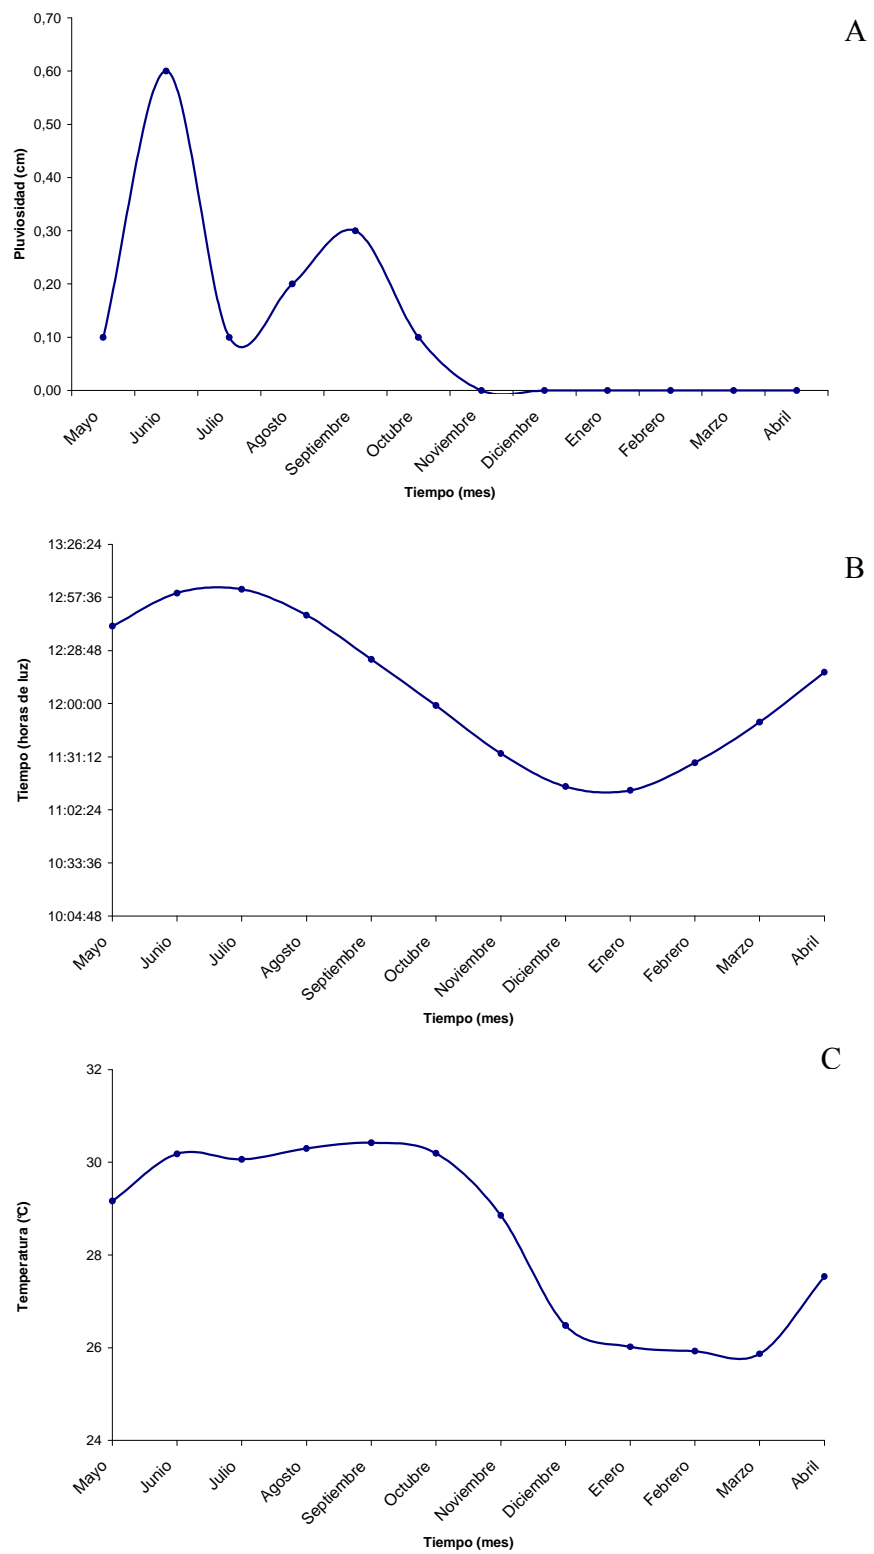 A
0,70
0,60
0,50
0,40
0,30
0,20
0,10
0,00
Pluviosidad (cm)
Mayo
Junio
Julio
Agosto
Septiembre
Octubre
Noviembre
Diciembre
Enero
Febrero
Marzo
Abril
Tiempo (mes)
B
13:26:24
12:57:36
12:28:48
12:00:00
11:31:12
11:02:24
10:33:36
10:04:48
Tiempo (horas de luz)
Mayo
Junio
Julio
Agosto
Septiembre
Octubre
Noviembre
Diciembre
Enero
Febrero
Marzo
Abril
Tiempo (mes)
C
32
30
28
26
24
Temperatura (ºC)
Mayo
Junio
Julio
Agosto
Septiembre
Octubre
Noviembre
Diciembre
Enero
Febrero
Marzo
Abril
Tiempo (mes)